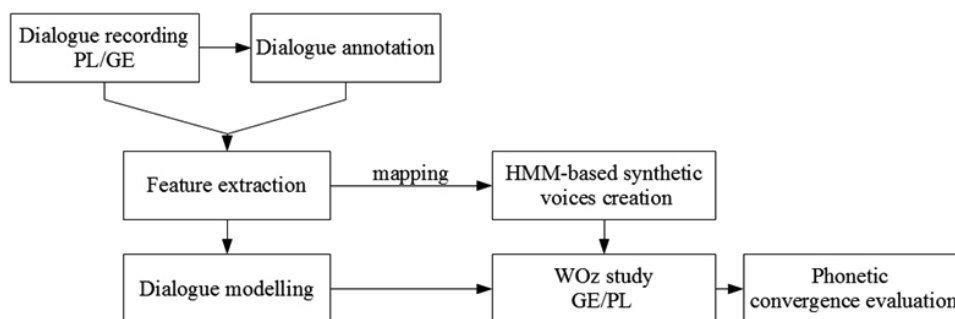 Dialogue recording
PL/GE
Dialogue annotation
Feature extraction
mapping
HMM-based synthetic
voices creation
Dialogue modelling
WOz study
GE/PL
Phonetic
convergence evaluation